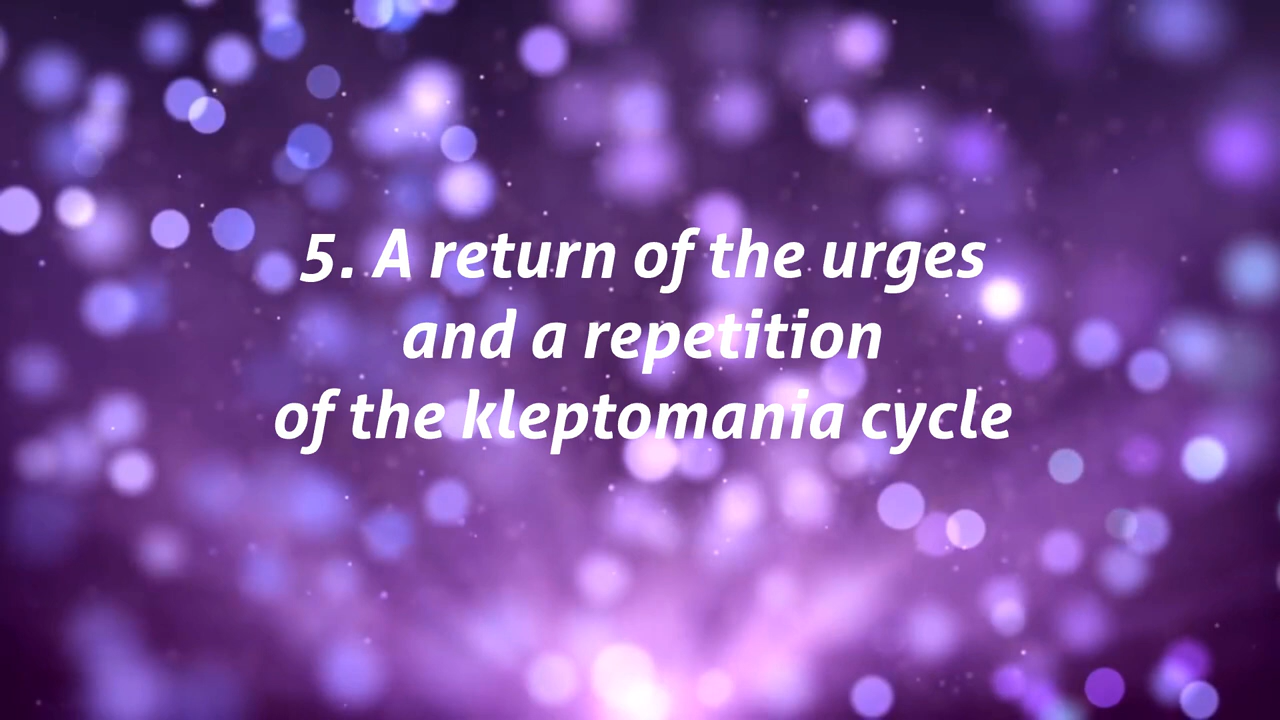 5. A return of the urges
and a repetition
of the kleptomania cycle